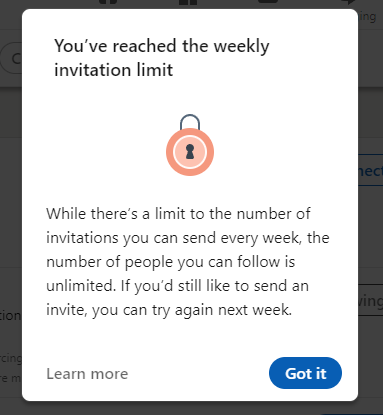 You've reached the weekly
invitation limit
While there's a limit to the number of
invitations you can send every week, the
number of people you can follow is
unlimited. If you'd still like to send an
invite, you can try again next week.
Learn more
Got it